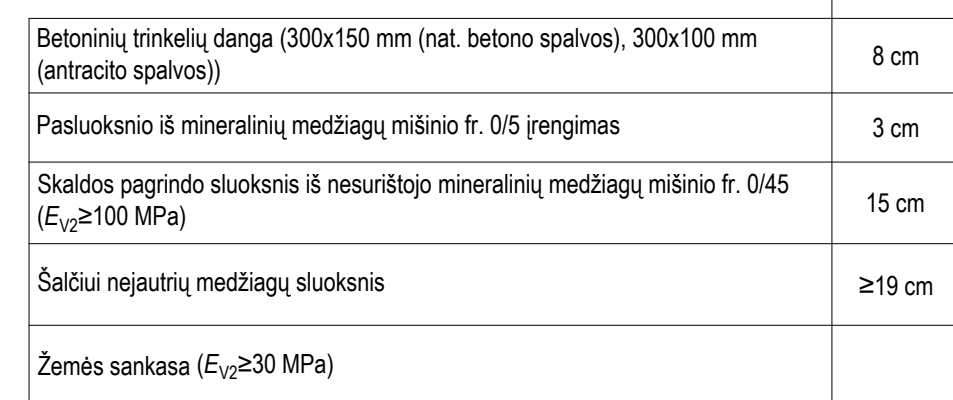 Betoninių trinkelių danga (300x150 mm (nat. betono spalvos), 300x100 mm
(antracito spalvos))
8 cm
Pasluoksnio iš mineralinių medžiagų mišinio fr. 0/5 įrengimas
3 cm
Skaldos pagrindo sluoksnis iš nesurištojo mineralinių medžiagų mišinio fr. 0/45
(EV2≥100 MPa)
15 cm
Šalčiui nejautrių medžiagų sluoksnis
≥19 cm
Žemės sankasa (EV2≥30 MPa)